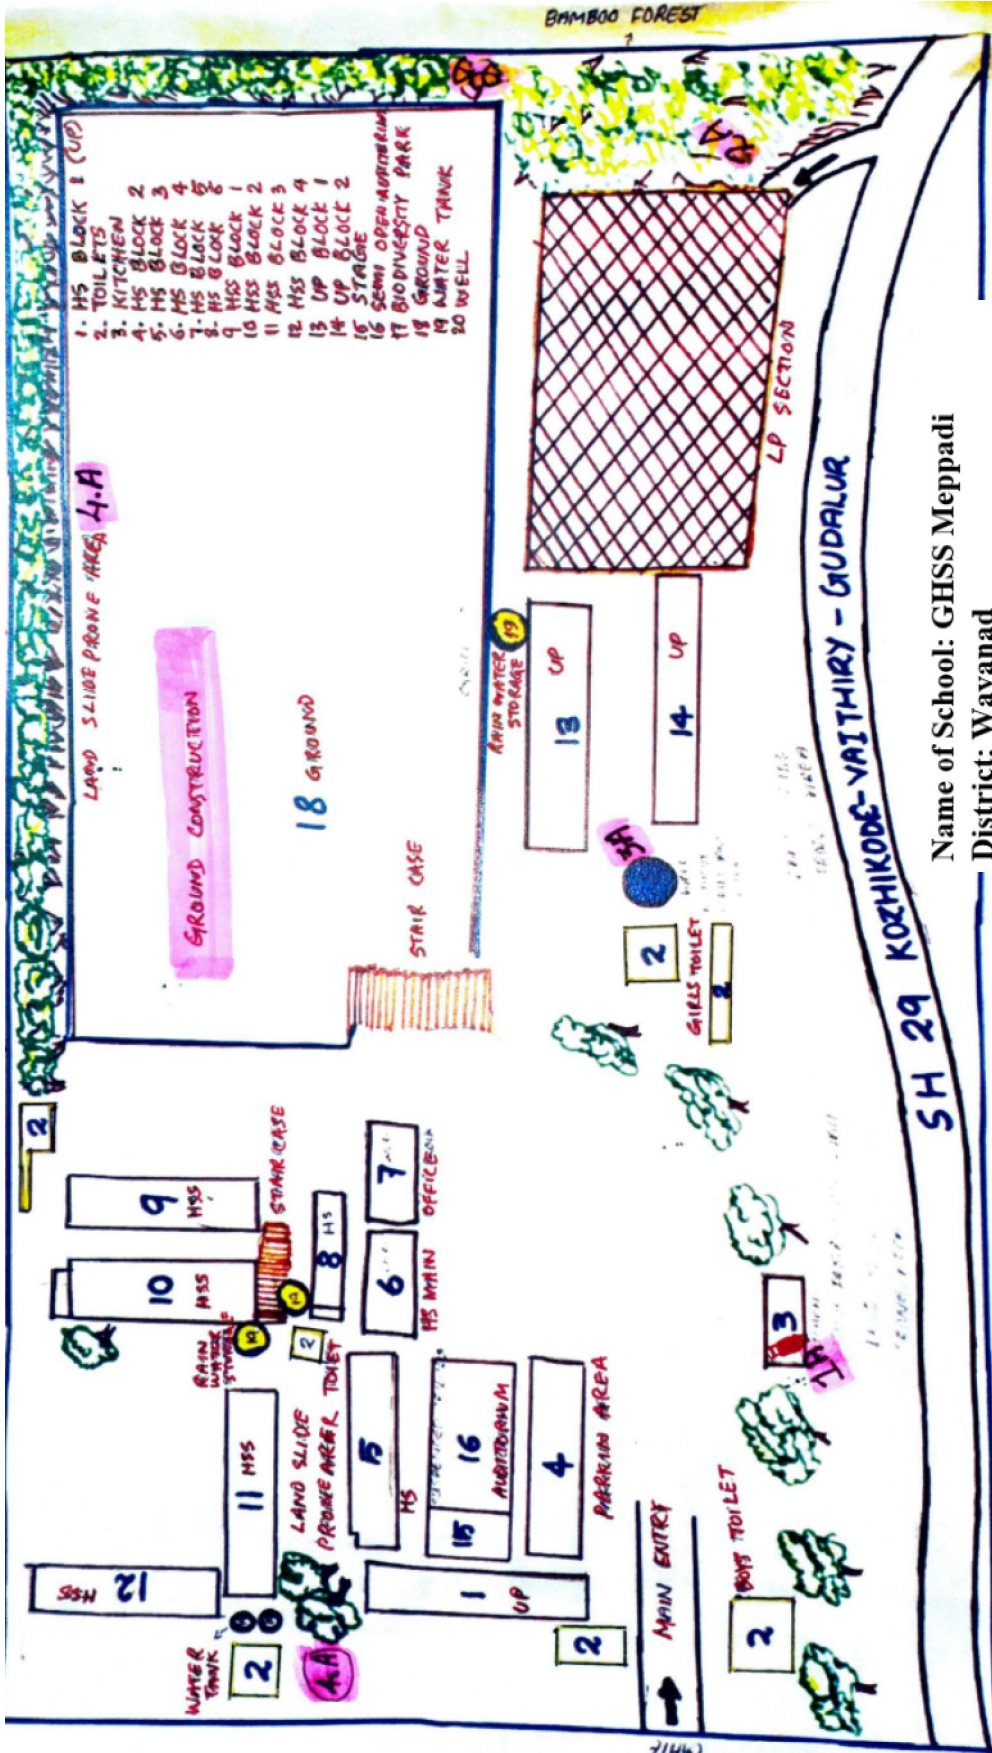 BAMBOO FOREST
1. HS BLOCK 1 (UP)
2. TOILETS
3. KITCHEN
4. HS BLOCK 2
5. HS BLOCK 3
6. HS BLOCK 4
7. HS BLOCK 5
8. HS BLOCK 6
9 HSS BLOCK 1
10 HSS BLOCK 2
11 HSS BLOCK 3
12 HSS BLOCK 4
13 UP BLOCK 1
14 UP BLOCK 2
15 STAGE
16 SEMI OPEN AUDITORIUM
17 BIODIVERSITY PARK
18 GROUND
19 WATER TANK
20 WELL
2.A
LAND SLIDE PRONE AREA 4.A
GROUND CONSTRUCTION
18 GROUND
STAIR CASE
RAIN WATER
STORAGE
19
13 UP
14 UP
LP SECTION
3A
2
GIRLS TOILET
2
2
9 HSS
10 HSS
STAIR CASE
8 HS
7
OFFICE
6
HS MAIN
RAIN
WATER
19
19
2
TOILET
11 HSS
LAND SLIDE
PRONE AREA
15
HS
16
AUDITORIUM
15
4
PARKING AREA
12 HSS
WATER
TANK
2
4.A
1 UP
2
MAIN ENTRY
BOYS TOILET
2
3
1A
SH 29 KOZHIKODE-VAITHIRY-GUDALUR
Name of School: GHSS Meppadi
District: Wayanad